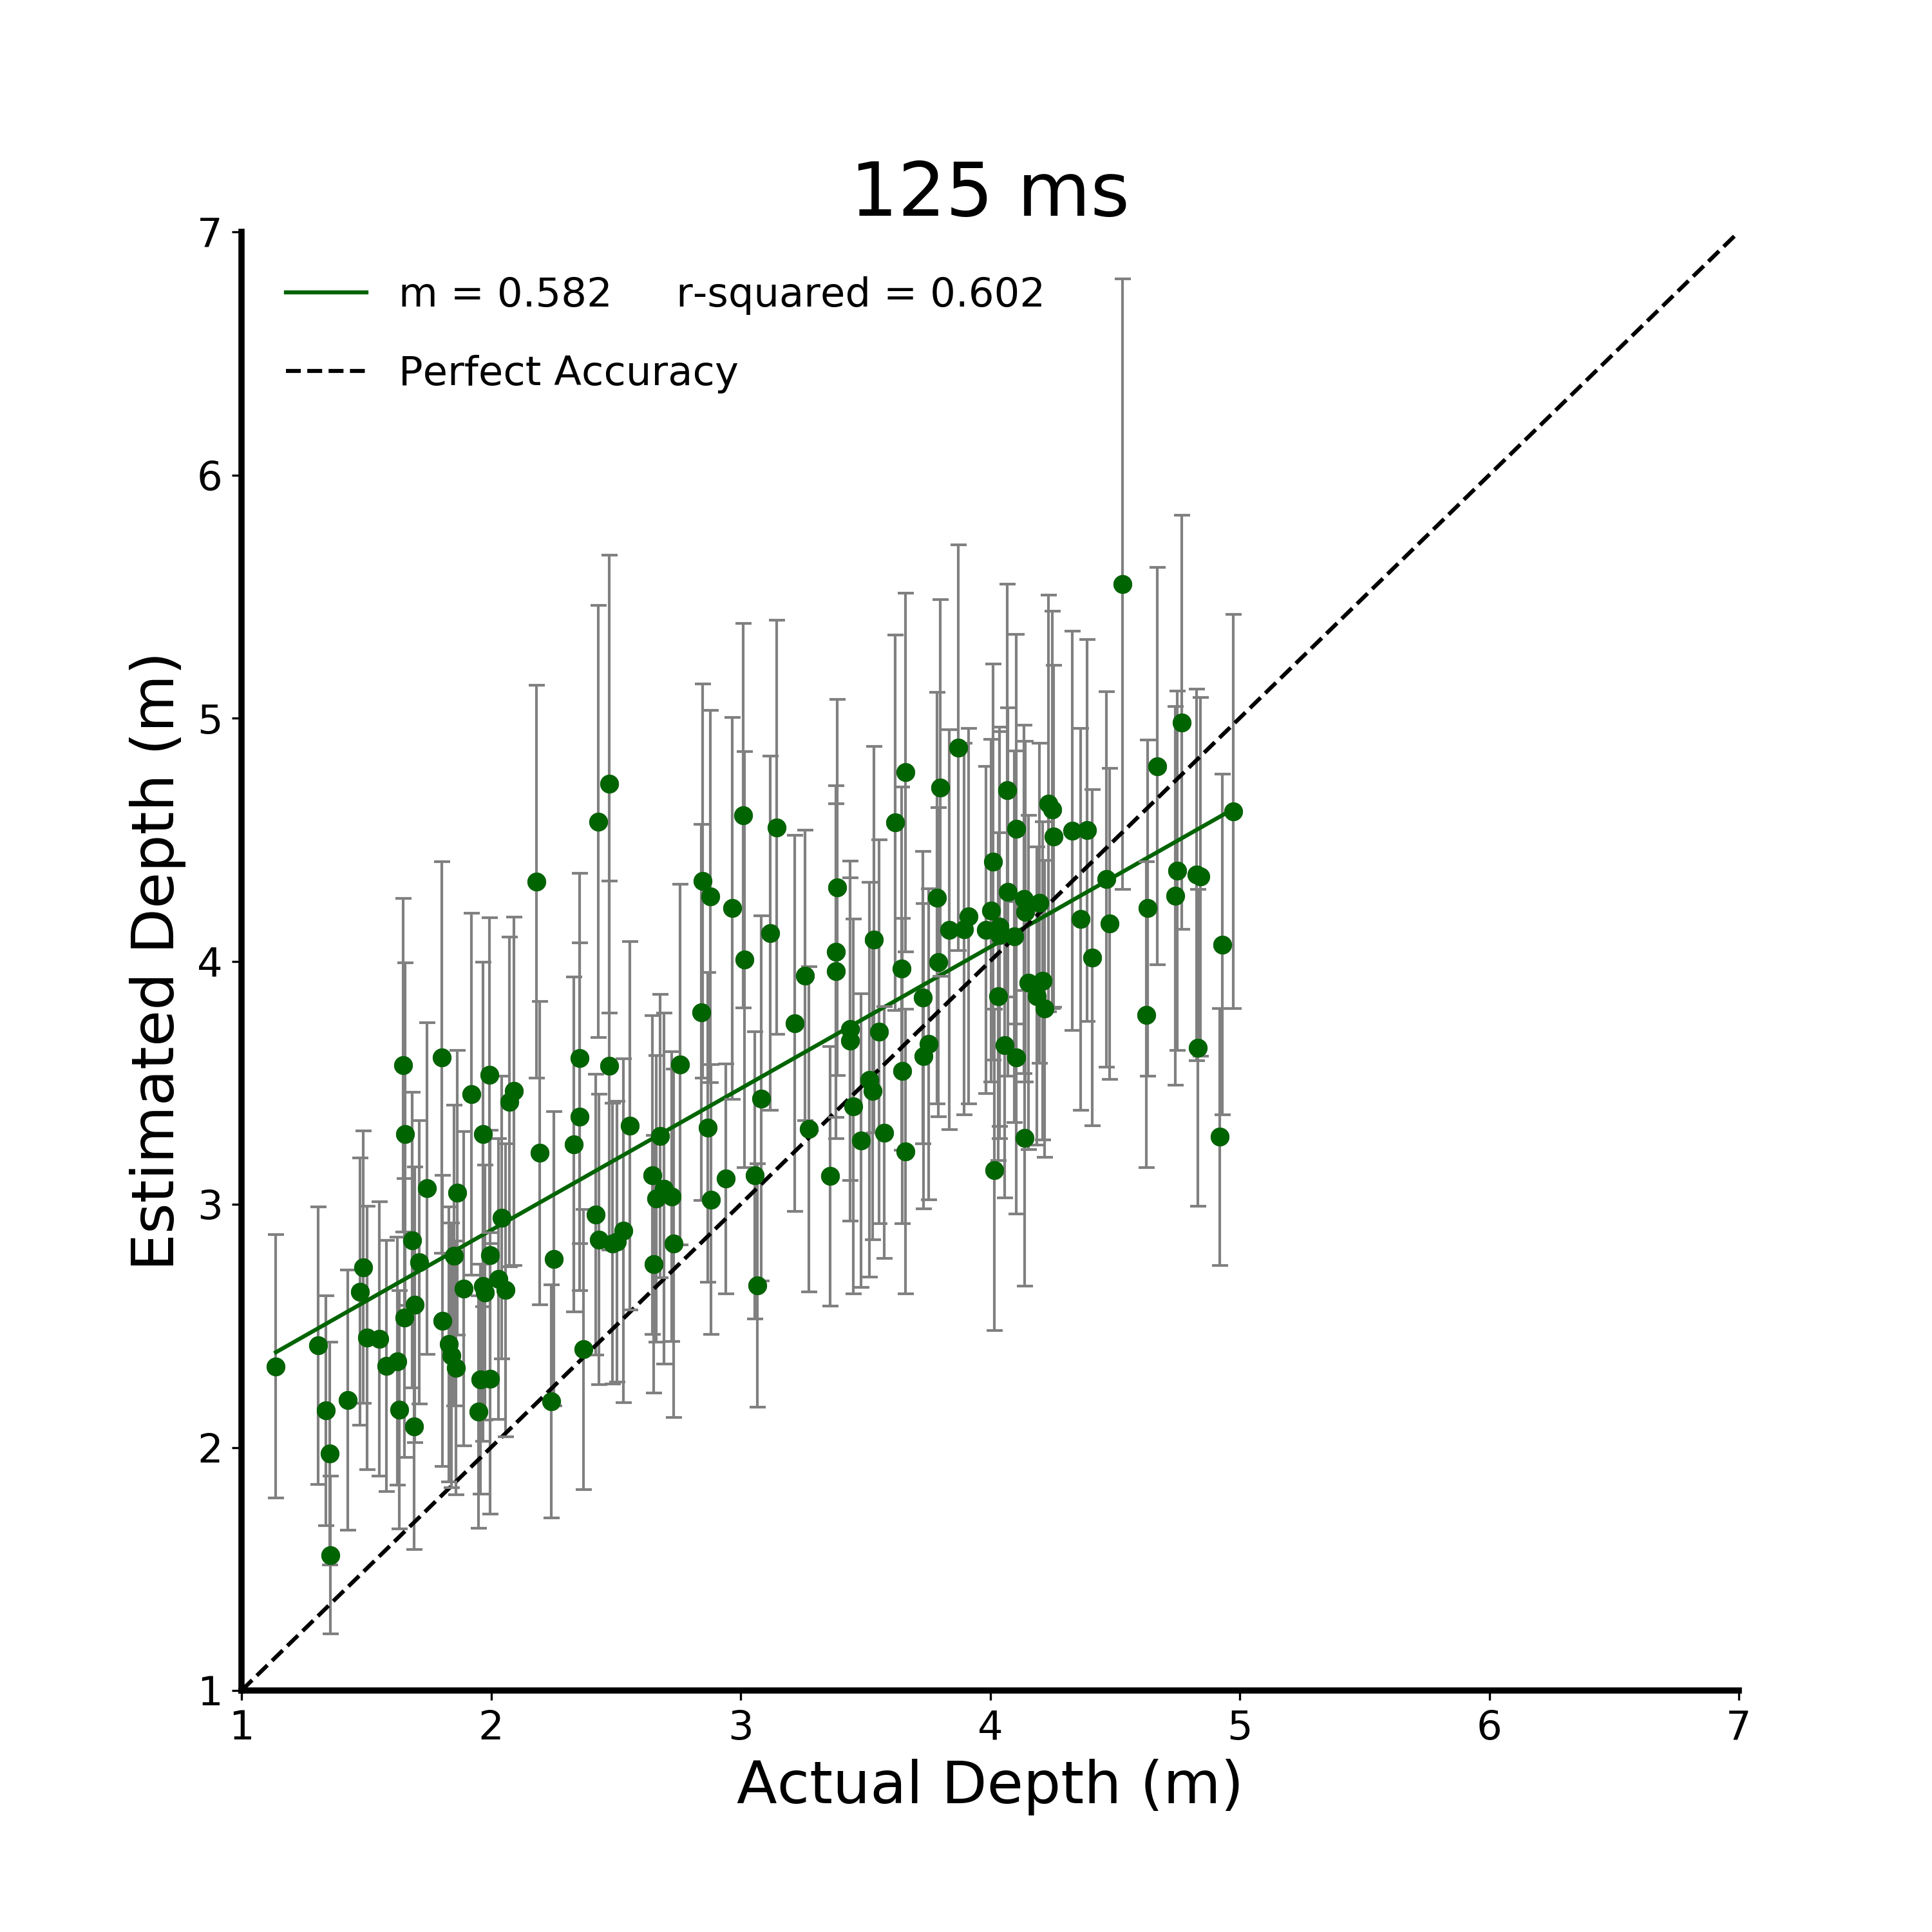 125 ms
m = 0.582 r-squared = 0.602
Perfect Accuracy
Estimated Depth (m)
7
6
5
4
3
2
1
1 2 3 4 5 6 7
Actual Depth (m)